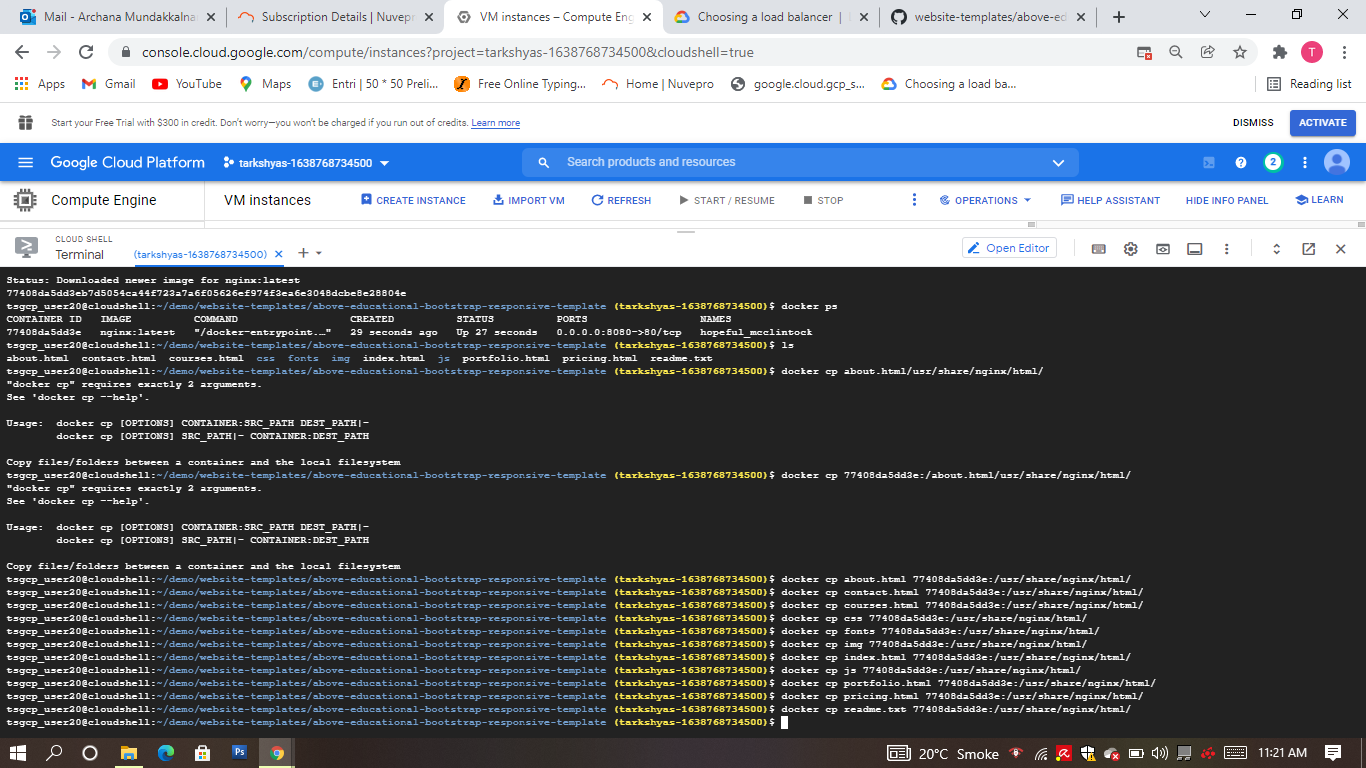 Mail - Archana Mundakkalna
Subscription Details | Nuvepr
VM instances – Compute Eng
Choosing a load balancer |
website-templates/above-ed
console.cloud.google.com/compute/instances?project=tarkshyas-1638768734500&cloudshell=true
Apps
Gmail
YouTube
Maps
Entri | 50 * 50 Preli...
Free Online Typing...
Home | Nuvepro
google.cloud.gcp_s...
Choosing a load ba...
Reading list
Start your Free Trial with $300 in credit. Don't worry—you won't be charged if you run out of credits. Learn more
DISMISS
ACTIVATE
Google Cloud Platform
tarkshyas-1638768734500
Search products and resources
2
Compute Engine
VM instances
CREATE INSTANCE
IMPORT VM
REFRESH
START / RESUME
STOP
OPERATIONS
HELP ASSISTANT
HIDE INFO PANEL
LEARN
CLOUD SHELL
Terminal
(tarkshyas-1638768734500)
Open Editor
Status: Downloaded newer image for nginx:latest
77408da5dd3eb7d5054ca44f723a7a6f05626ef974f3ea6e3048dcbe8e28804e
tsgcp_user20@cloudshell:~/demo/website-templates/above-educational-bootstrap-responsive-template (tarkshyas-1638768734500)$ docker ps
CONTAINER ID   IMAGE          COMMAND                  CREATED          STATUS          PORTS                  NAMES
77408da5dd3e   nginx:latest   "/docker-entrypoint.…"   29 seconds ago   Up 27 seconds   0.0.0.0:8080->80/tcp   hopeful_mcclintock
tsgcp_user20@cloudshell:~/demo/website-templates/above-educational-bootstrap-responsive-template (tarkshyas-1638768734500)$ ls
about.html  contact.html  courses.html  css  fonts  img  index.html  js  portfolio.html  pricing.html  readme.txt
tsgcp_user20@cloudshell:~/demo/website-templates/above-educational-bootstrap-responsive-template (tarkshyas-1638768734500)$ docker cp about.html/usr/share/nginx/html/
"docker cp" requires exactly 2 arguments.
See 'docker cp --help'.
Usage:  docker cp [OPTIONS] CONTAINER:SRC_PATH DEST_PATH|-
docker cp [OPTIONS] SRC_PATH|- CONTAINER:DEST_PATH
Copy files/folders between a container and the local filesystem
tsgcp_user20@cloudshell:~/demo/website-templates/above-educational-bootstrap-responsive-template (tarkshyas-1638768734500)$ docker cp 77408da5dd3e:/about.html/usr/share/nginx/html/
"docker cp" requires exactly 2 arguments.
See 'docker cp --help'.
Usage:  docker cp [OPTIONS] CONTAINER:SRC_PATH DEST_PATH|-
docker cp [OPTIONS] SRC_PATH|- CONTAINER:DEST_PATH
Copy files/folders between a container and the local filesystem
tsgcp_user20@cloudshell:~/demo/website-templates/above-educational-bootstrap-responsive-template (tarkshyas-1638768734500)$ docker cp about.html 77408da5dd3e:/usr/share/nginx/html/
tsgcp_user20@cloudshell:~/demo/website-templates/above-educational-bootstrap-responsive-template (tarkshyas-1638768734500)$ docker cp contact.html 77408da5dd3e:/usr/share/nginx/html/
tsgcp_user20@cloudshell:~/demo/website-templates/above-educational-bootstrap-responsive-template (tarkshyas-1638768734500)$ docker cp courses.html 77408da5dd3e:/usr/share/nginx/html/
tsgcp_user20@cloudshell:~/demo/website-templates/above-educational-bootstrap-responsive-template (tarkshyas-1638768734500)$ docker cp css 77408da5dd3e:/usr/share/nginx/html/
tsgcp_user20@cloudshell:~/demo/website-templates/above-educational-bootstrap-responsive-template (tarkshyas-1638768734500)$ docker cp fonts 77408da5dd3e:/usr/share/nginx/html/
tsgcp_user20@cloudshell:~/demo/website-templates/above-educational-bootstrap-responsive-template (tarkshyas-1638768734500)$ docker cp img 77408da5dd3e:/usr/share/nginx/html/
tsgcp_user20@cloudshell:~/demo/website-templates/above-educational-bootstrap-responsive-template (tarkshyas-1638768734500)$ docker cp index.html 77408da5dd3e:/usr/share/nginx/html/
tsgcp_user20@cloudshell:~/demo/website-templates/above-educational-bootstrap-responsive-template (tarkshyas-1638768734500)$ docker cp js 77408da5dd3e:/usr/share/nginx/html/
tsgcp_user20@cloudshell:~/demo/website-templates/above-educational-bootstrap-responsive-template (tarkshyas-1638768734500)$ docker cp portfolio.html 77408da5dd3e:/usr/share/nginx/html/
tsgcp_user20@cloudshell:~/demo/website-templates/above-educational-bootstrap-responsive-template (tarkshyas-1638768734500)$ docker cp pricing.html 77408da5dd3e:/usr/share/nginx/html/
tsgcp_user20@cloudshell:~/demo/website-templates/above-educational-bootstrap-responsive-template (tarkshyas-1638768734500)$ docker cp readme.txt 77408da5dd3e:/usr/share/nginx/html/
tsgcp_user20@cloudshell:~/demo/website-templates/above-educational-bootstrap-responsive-template (tarkshyas-1638768734500)$
Ps
20°C Smoke
11:21 AM